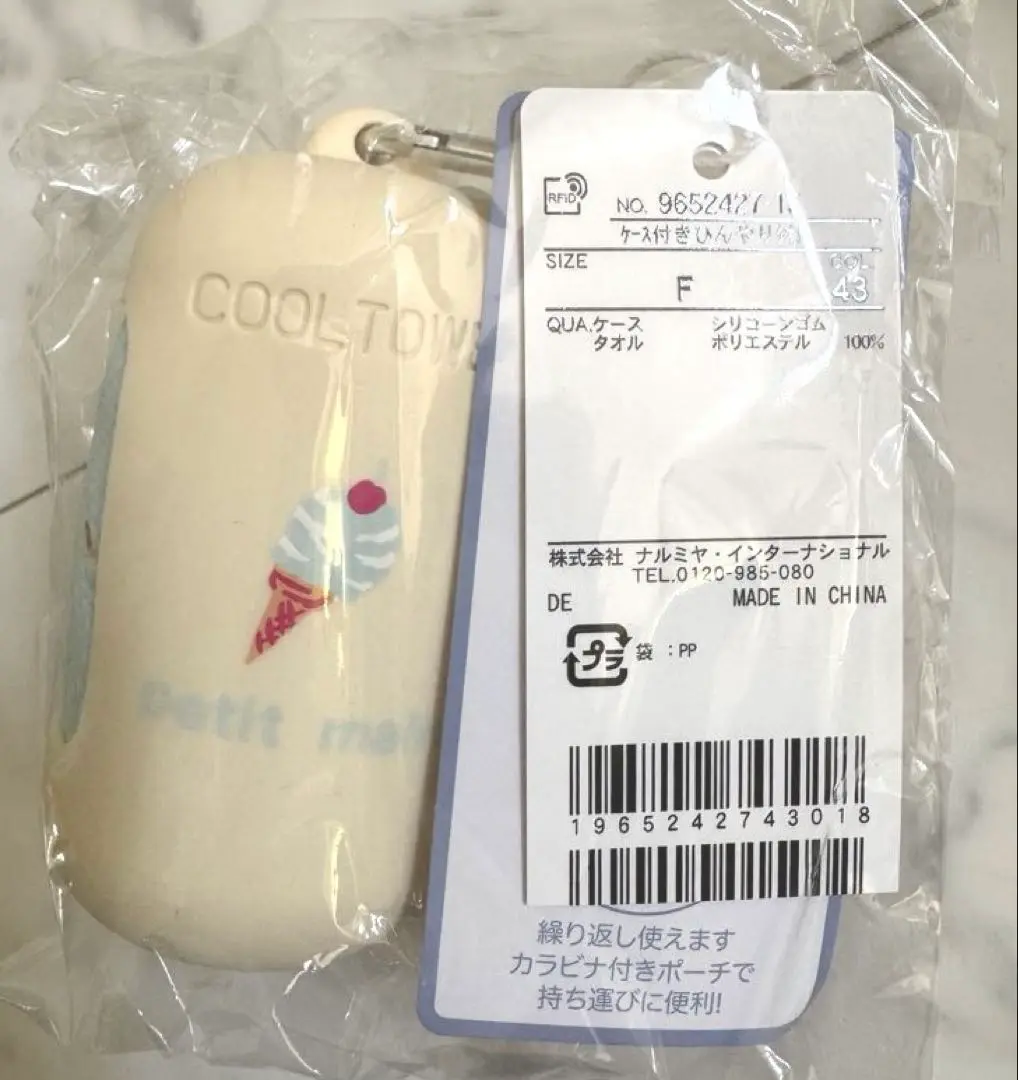 COOL TOW
Petit ma
RFID
NO. 9652427
ケース付きひんやり
SIZE
COL
F
43
QUA.ケース シリコーンゴム
タオル ポリエステル 100%
株式会社 ナルミヤ・インターナショナル
TEL.0120-985-080
DE MADE IN CHINA
プラ 袋 : PP
1965242743018
繰り返し使えます
カラビナ付きポーチで
持ち運びに便利!